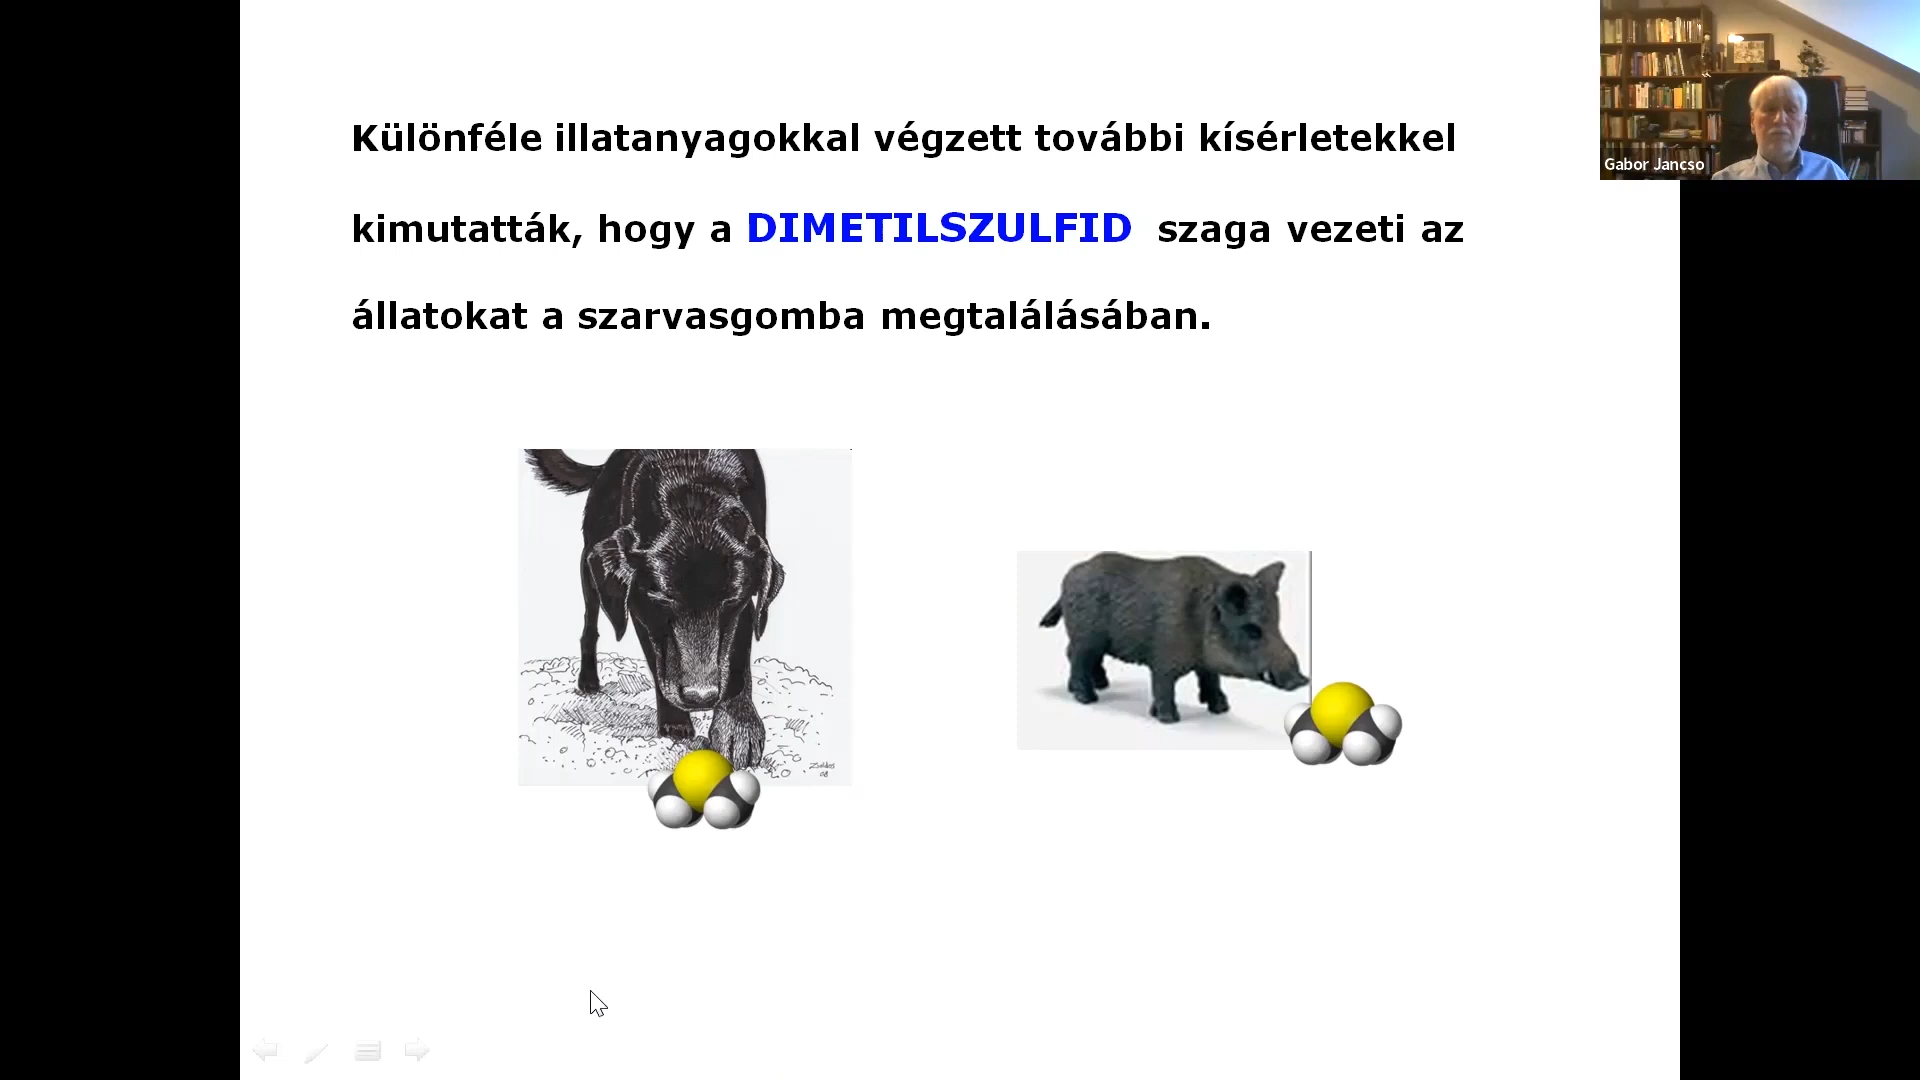 Különféle illatanyagokkal végzett további kísérletekkel
kimutatták, hogy a DIMETILSZULFID szaga vezeti az
állatokat a szarvasgomba megtalálásában.
Gabor Jancso